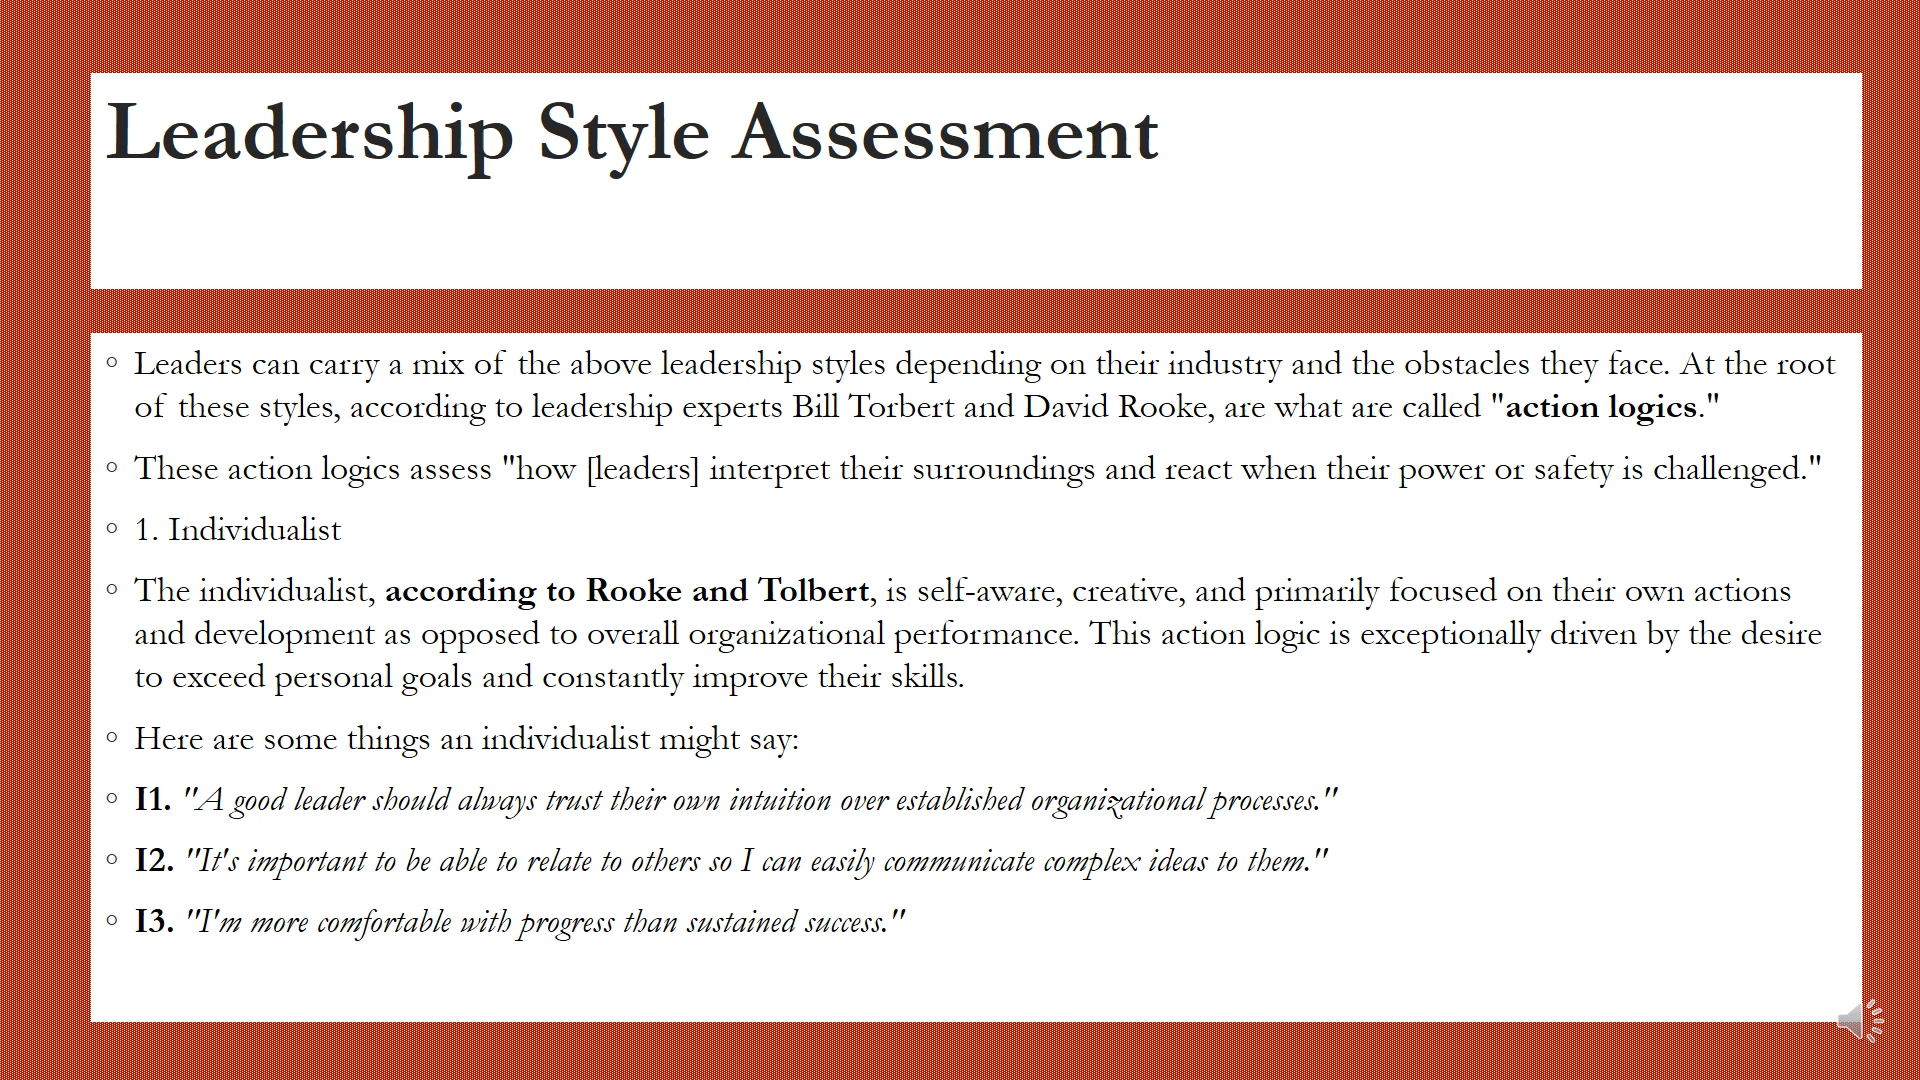 Leadership Style Assessment
◦ Leaders can carry a mix of the above leadership styles depending on their industry and the obstacles they face. At the root
of these styles, according to leadership experts Bill Torbert and David Rooke, are what are called "action logics."
◦ These action logics assess "how [leaders] interpret their surroundings and react when their power or safety is challenged."
◦ 1. Individualist
◦ The individualist, according to Rooke and Tolbert, is self-aware, creative, and primarily focused on their own actions
and development as opposed to overall organizational performance. This action logic is exceptionally driven by the desire
to exceed personal goals and constantly improve their skills.
◦ Here are some things an individualist might say:
◦ I1. "A good leader should always trust their own intuition over established organizational processes."
◦ I2. "It's important to be able to relate to others so I can easily communicate complex ideas to them."
◦ I3. "I'm more comfortable with progress than sustained success."